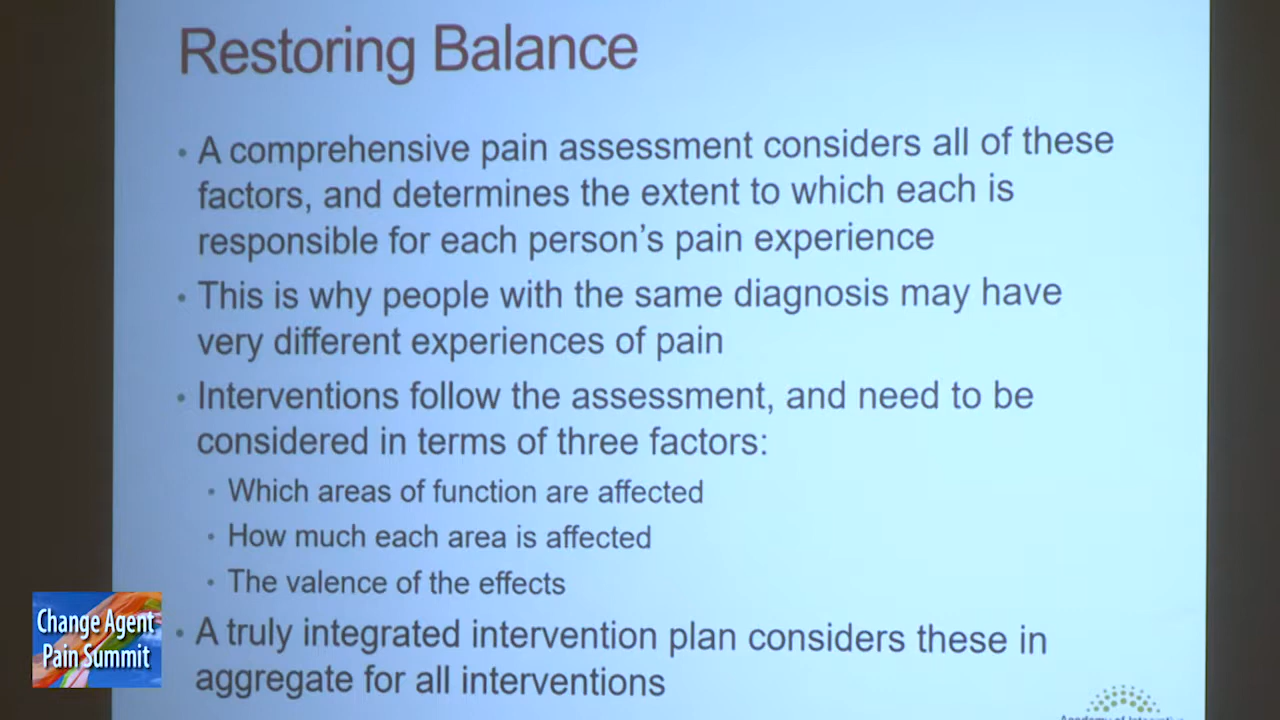 Restoring Balance
• A comprehensive pain assessment considers all of these
factors, and determines the extent to which each is
responsible for each person's pain experience
• This is why people with the same diagnosis may have
very different experiences of pain
• Interventions follow the assessment, and need to be
considered in terms of three factors:
• Which areas of function are affected
• How much each area is affected
• The valence of the effects
• A truly integrated intervention plan considers these in
aggregate for all interventions
Change Agent
Pain Summit